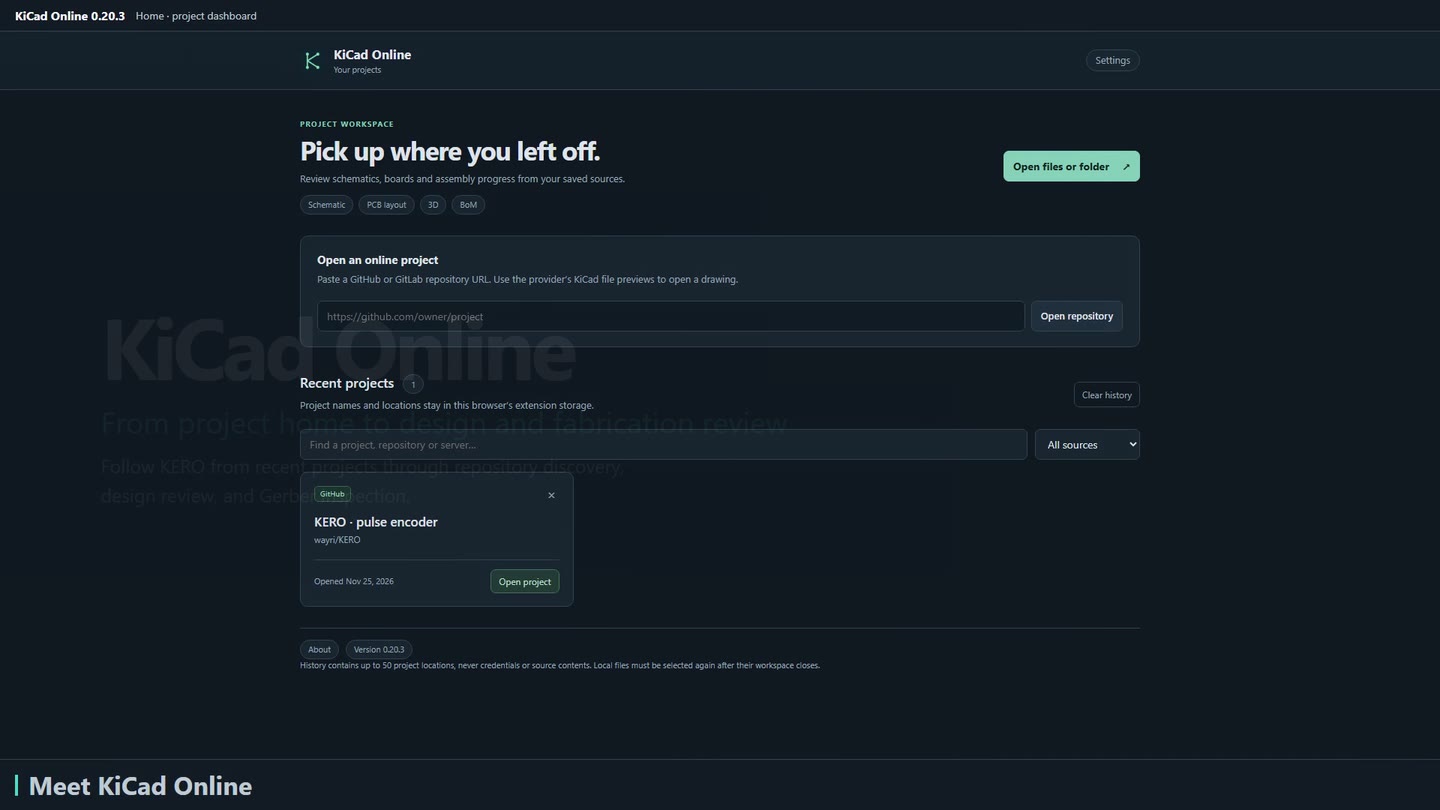 KiCad Online 0.20.3 Home · project dashboard
KiCad Online
Your projects
Settings
PROJECT WORKSPACE
Pick up where you left off.
Review schematics, boards and assembly progress from your saved sources.
Open files or folder ↗
Schematic PCB layout 3D BoM
Open an online project
Paste a GitHub or GitLab repository URL. Use the provider's KiCad file previews to open a drawing.
https://github.com/owner/project
Open repository
KiCad Online
Recent projects 1
Project names and locations stay in this browser's extension storage.
Clear history
From project home to design and fabrication review
Find a project, repository or server...
All sources
Follow KERO from recent projects through repository discovery,
design review, and Gerber inspection.
GitHub ×
KERO · pulse encoder
wayri/KERO
Opened Nov 25, 2026
Open project
About Version 0.20.3
History contains up to 50 project locations, never credentials or source contents. Local files must be selected again after their workspace closes.
Meet KiCad Online